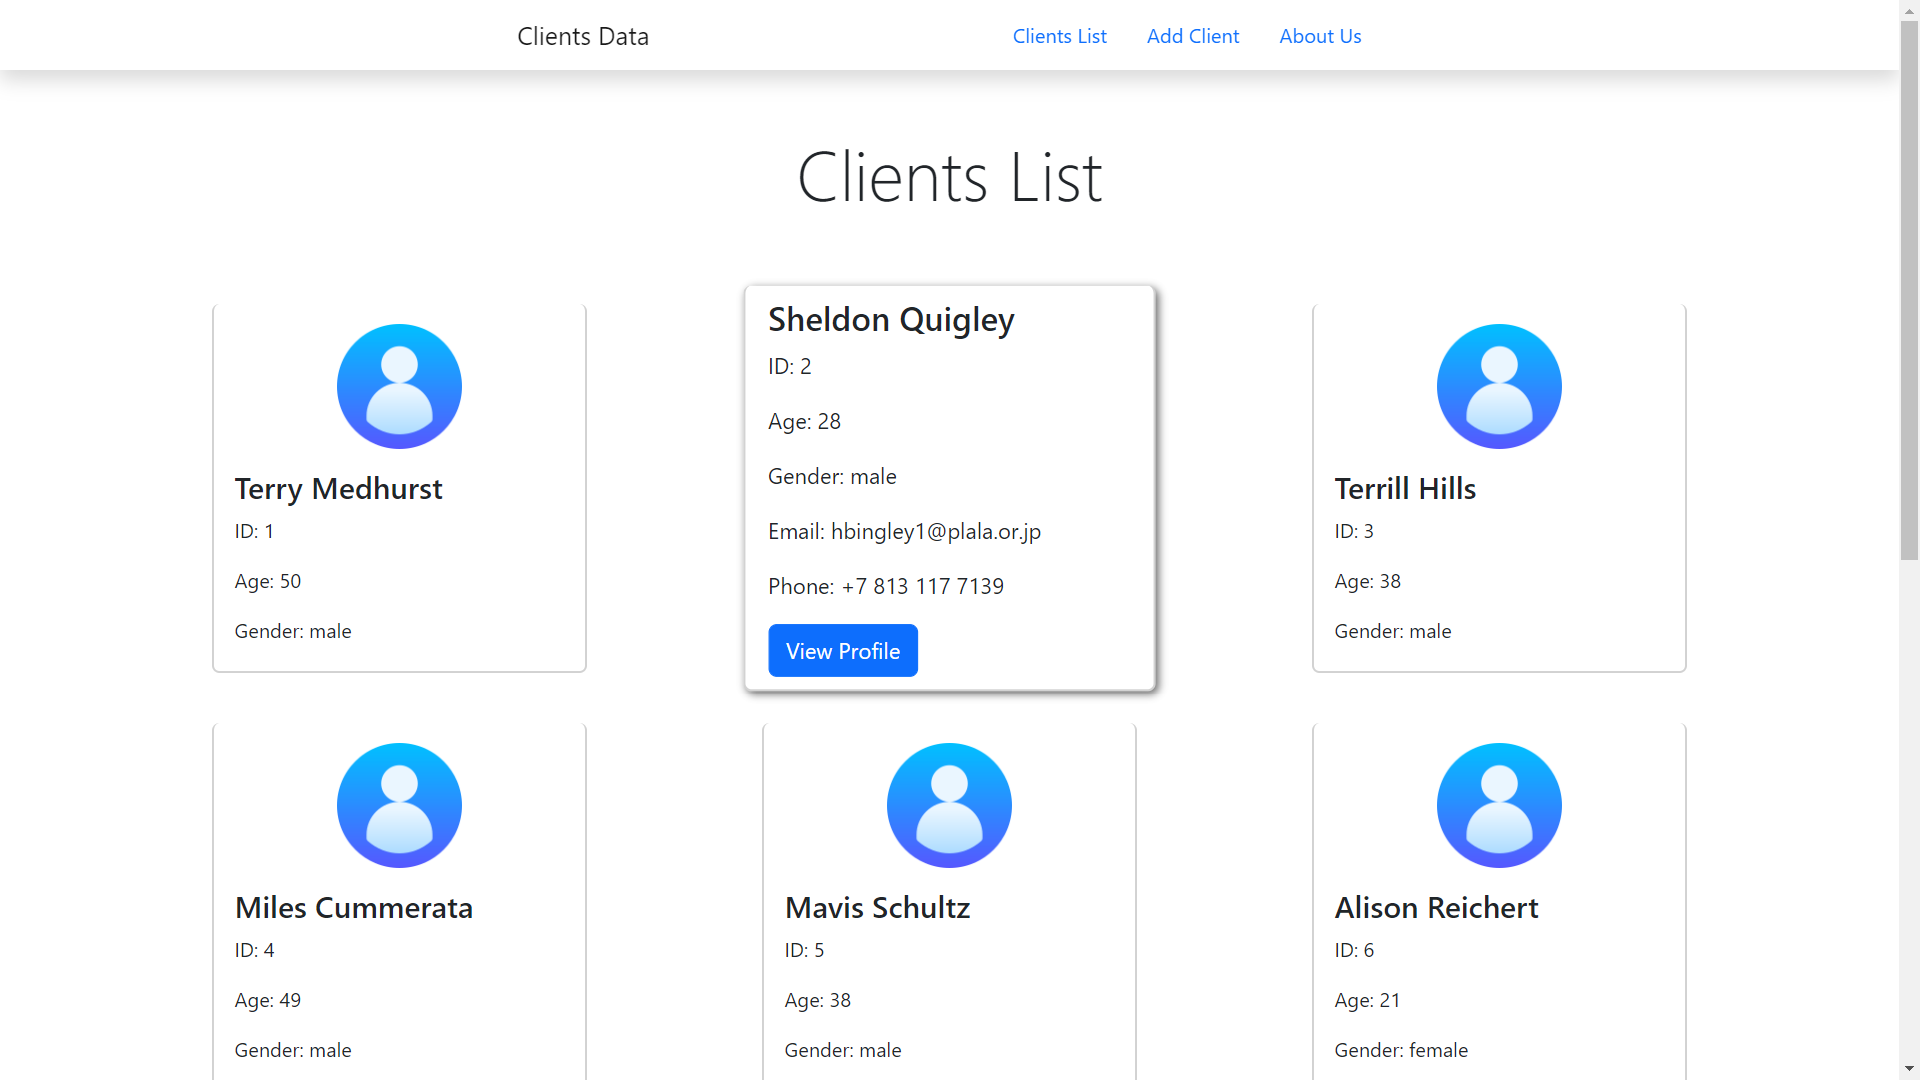 Clients Data
Clients List
Add Client
About Us
Clients List
Terry Medhurst
ID: 1
Age: 50
Gender: male
Sheldon Quigley
ID: 2
Age: 28
Gender: male
Email: hbingley1@plala.or.jp
Phone: +7 813 117 7139
View Profile
Terrill Hills
ID: 3
Age: 38
Gender: male
Miles Cummerata
ID: 4
Age: 49
Gender: male
Mavis Schultz
ID: 5
Age: 38
Gender: male
Alison Reichert
ID: 6
Age: 21
Gender: female